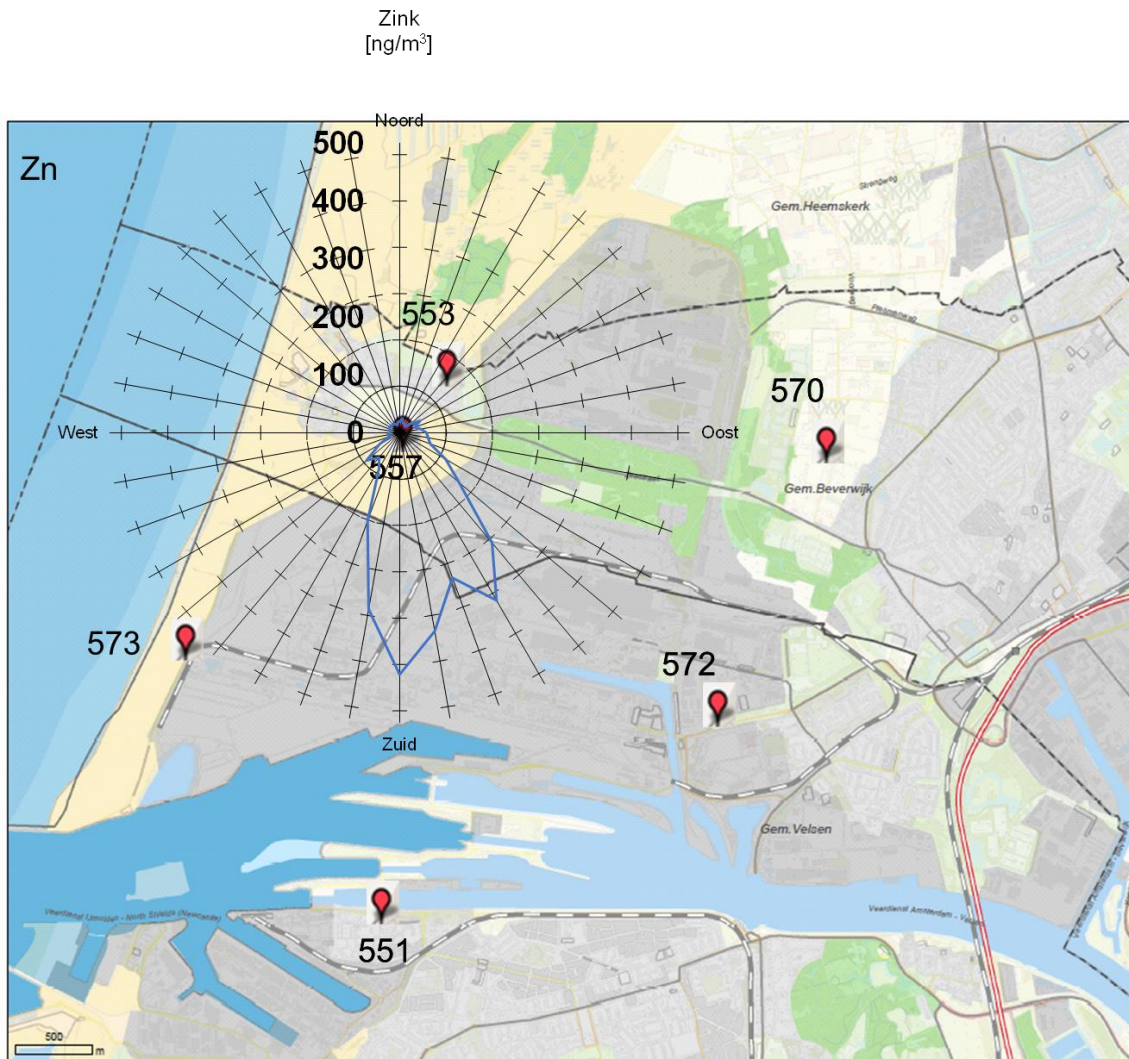 Zink
[ng/m³]
Noord
500
Zn
400
Gem.Heemskerk
300
200
553
100
570
West
0
Oost
557
Gem.Beverwijk
573
572
Zuid
Gem.Velsen
551
500
m